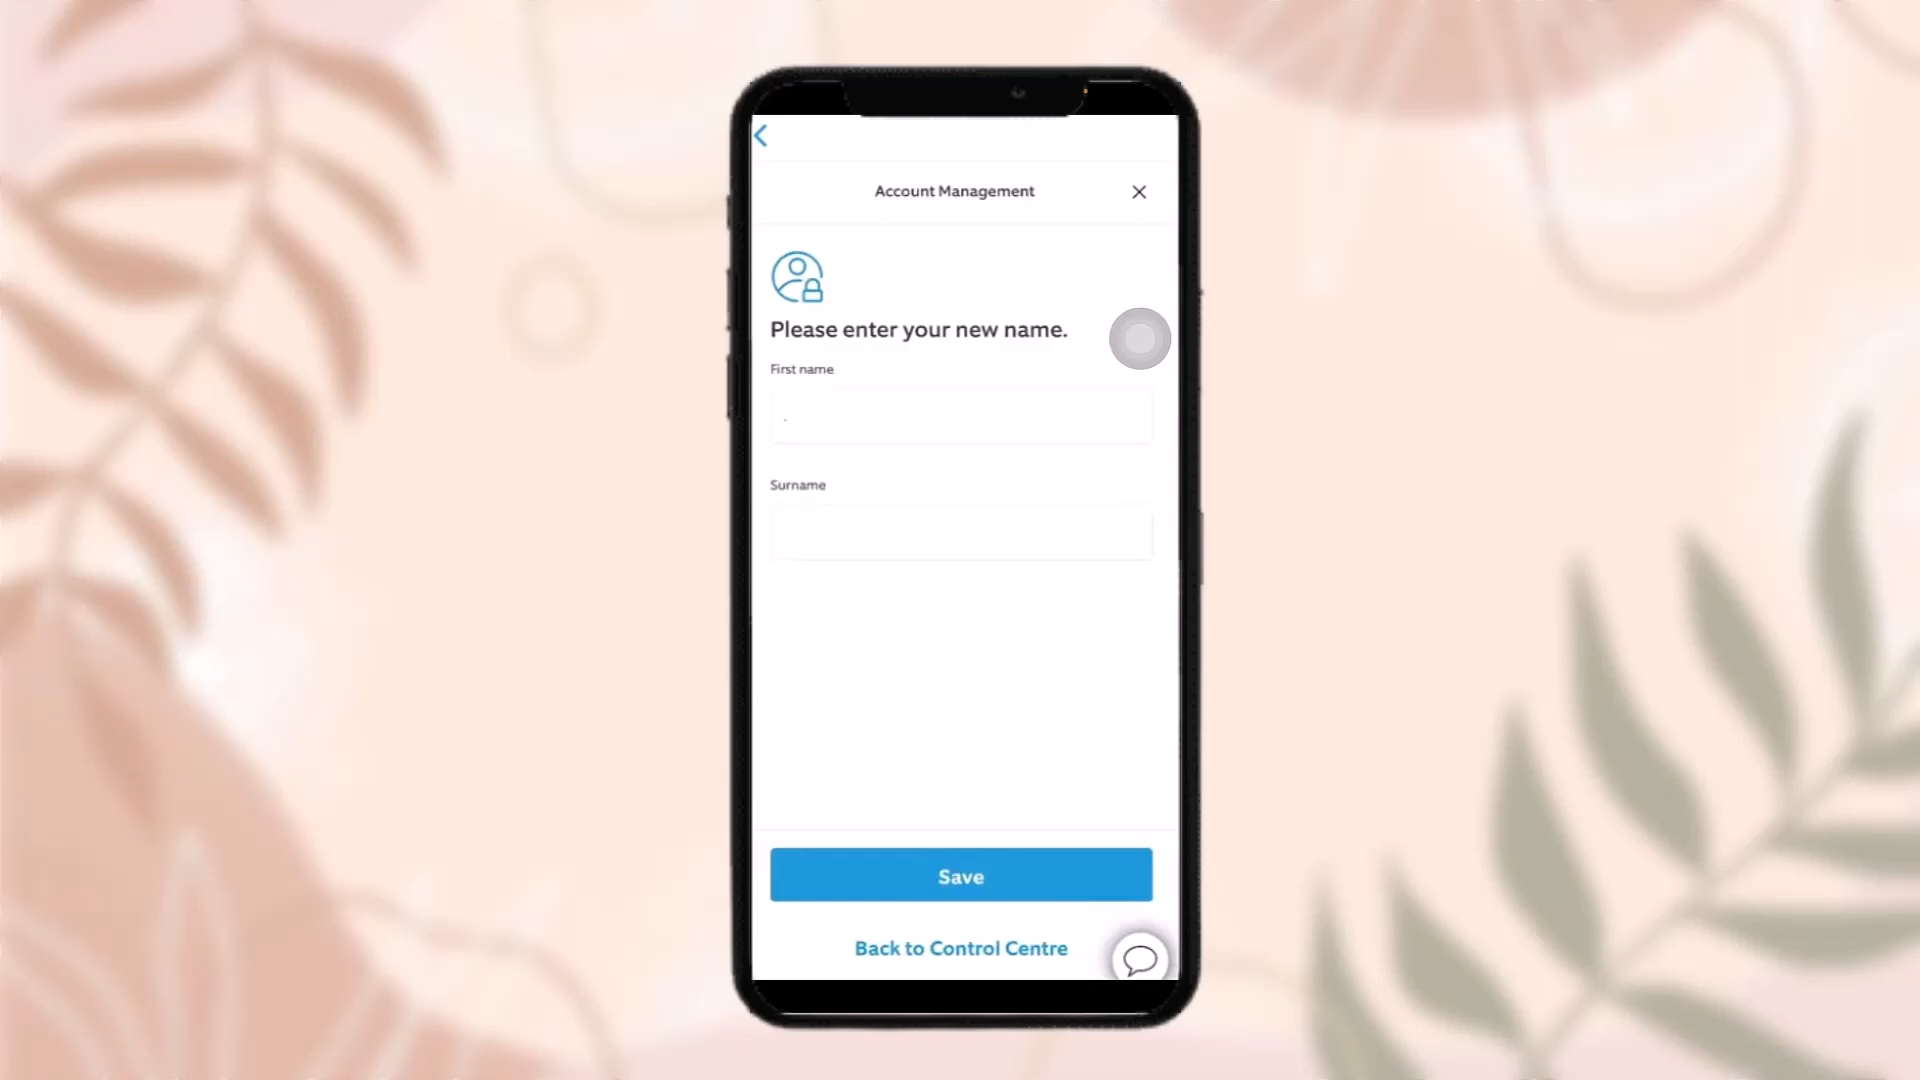 Account Management
Please enter your new name.
First name
.
Surname
Save
Back to Control Centre